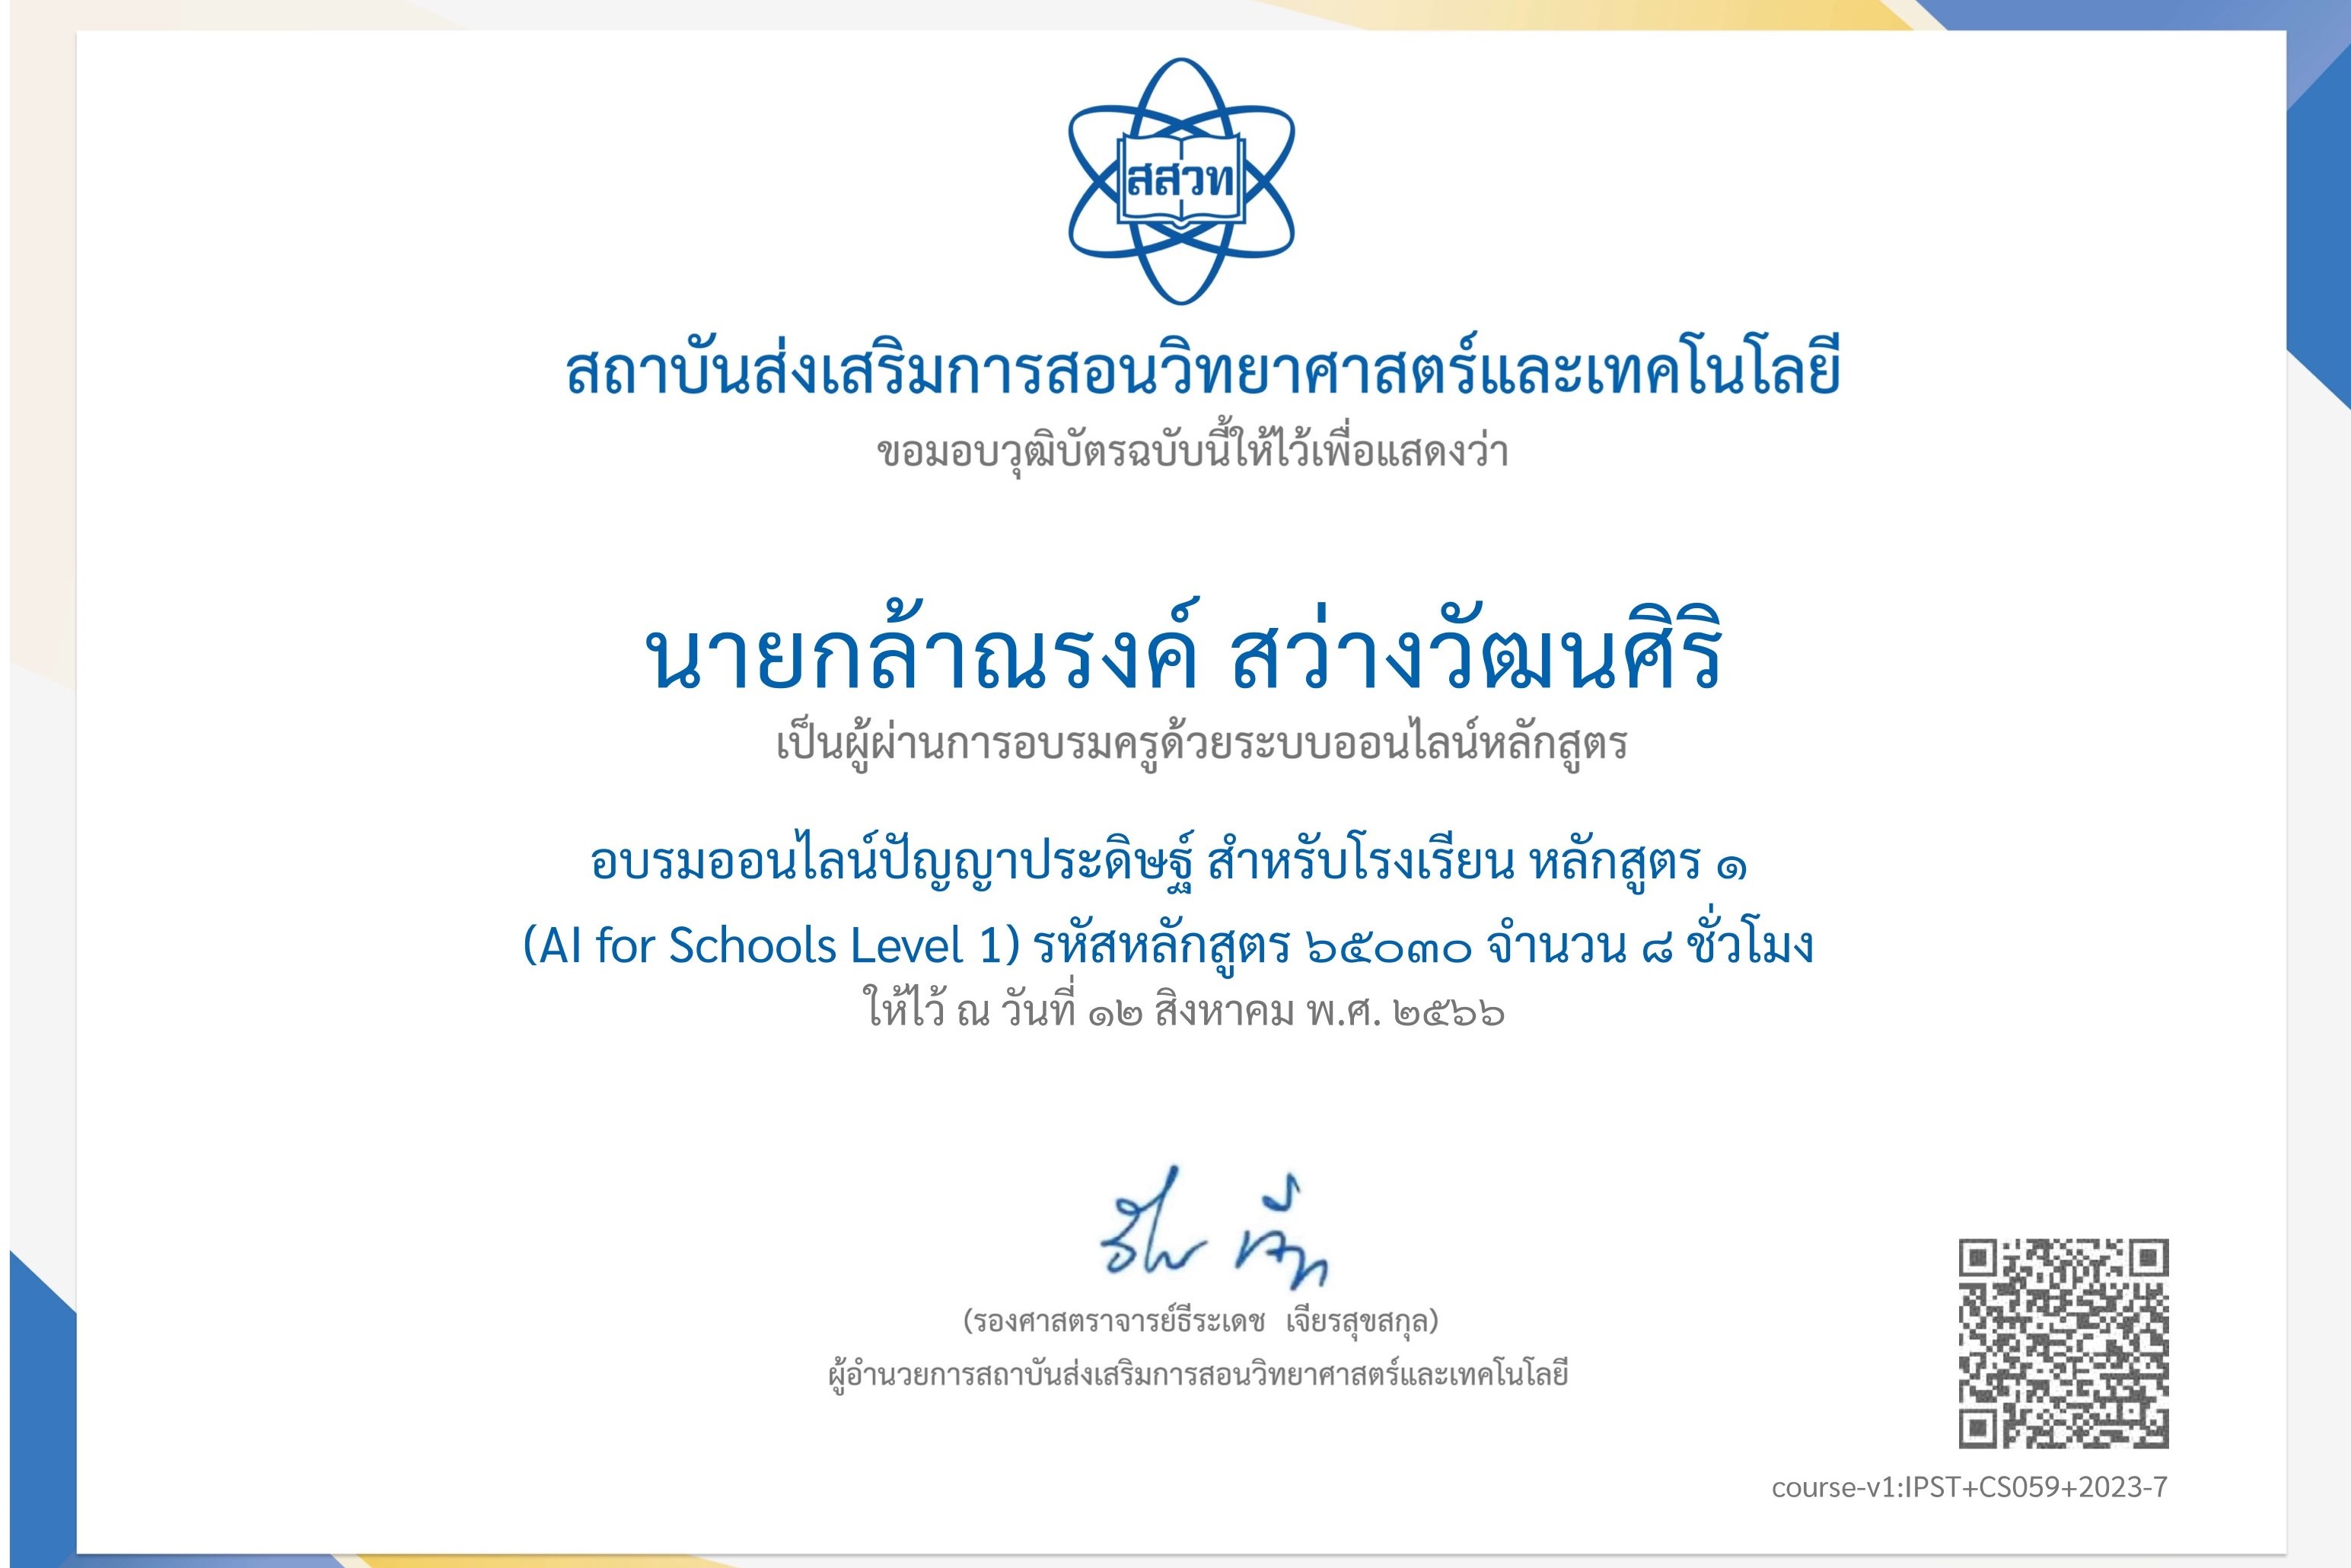 สสวท
สถาบันส่งเสริมการสอนวิทยาศาสตร์และเทคโนโลยี
ขอมอบวุฒิบัตรฉบับนี้ให้ไว้เพื่อแสดงว่า
นายกล้าณรงค์ สว่างวัฒนศิริ
เป็นผู้ผ่านการอบรมครูด้วยระบบออนไลน์หลักสูตร
อบรมออนไลน์ปัญญาประดิษฐ์ สำหรับโรงเรียน หลักสูตร ๑
(AI for Schools Level 1) รหัสหลักสูตร ๖๕๐๓๐ จำนวน ๘ ชั่วโมง
ให้ไว้ ณ วันที่ ๑๒ สิงหาคม พ.ศ. ๒๕๖๖
(รองศาสตราจารย์ธีระเดช เจียรสุขสกุล)
ผู้อำนวยการสถาบันส่งเสริมการสอนวิทยาศาสตร์และเทคโนโลยี
course-v1:IPST+CS059+2023-7